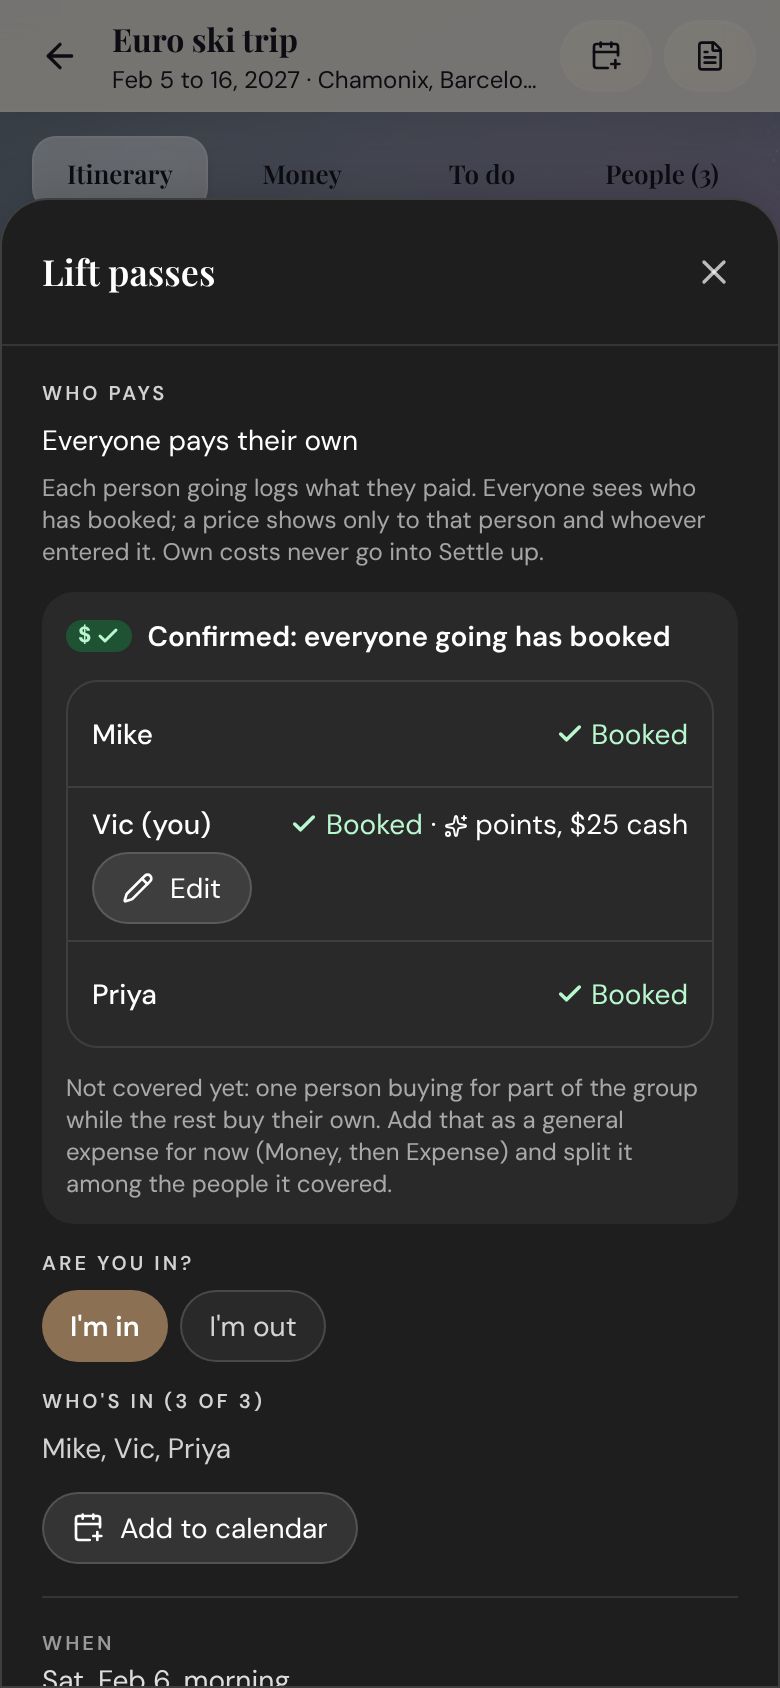 Euro ski trip
Feb 5 to 16, 2027 · Chamonix, Barcelo...
Itinerary Money To do People (3)
Lift passes
WHO PAYS
Everyone pays their own
Each person going logs what they paid. Everyone sees who
has booked; a price shows only to that person and whoever
entered it. Own costs never go into Settle up.
$ ✓ Confirmed: everyone going has booked
Mike ✓ Booked
Vic (you) ✓ Booked · points, $25 cash
Edit
Priya ✓ Booked
Not covered yet: one person buying for part of the group
while the rest buy their own. Add that as a general
expense for now (Money, then Expense) and split it
among the people it covered.
ARE YOU IN?
I'm in I'm out
WHO'S IN (3 OF 3)
Mike, Vic, Priya
Add to calendar
WHEN
Sat, Feb 6, morning